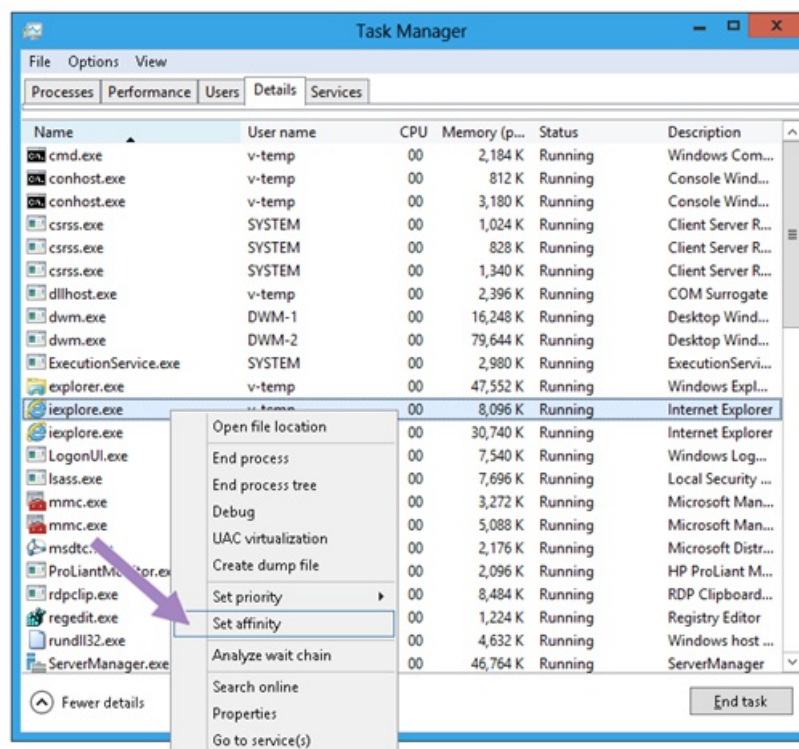 Task Manager
File Options View
Processes Performance Users Details Services
Name User name CPU Memory (p... Status Description
cmd.exe v-temp 00 2,184 K Running Windows Com...
conhost.exe v-temp 00 812 K Running Console Wind...
conhost.exe v-temp 00 3,180 K Running Console Wind...
csrss.exe SYSTEM 00 1,024 K Running Client Server R...
csrss.exe SYSTEM 00 828 K Running Client Server R...
csrss.exe SYSTEM 00 1,340 K Running Client Server R...
dllhost.exe v-temp 00 2,396 K Running COM Surrogate
dwm.exe DWM-1 00 16,248 K Running Desktop Wind...
dwm.exe DWM-2 00 79,644 K Running Desktop Wind...
ExecutionService.exe SYSTEM 00 2,980 K Running ExecutionServi...
explorer.exe v-temp 00 47,552 K Running Windows Expl...
iexplore.exe v-temp 00 8,096 K Running Internet Explorer
iexplore.exe 00 30,740 K Running Internet Explorer
LogonUI.exe 00 7,540 K Running Windows Log...
lsass.exe 00 7,696 K Running Local Security ...
mmc.exe 00 3,272 K Running Microsoft Man...
mmc.exe 00 5,088 K Running Microsoft Man...
00 2,176 K Running Microsoft Distr...
00 2,096 K Running HP ProLiant M...
rdpclip.exe 00 8,484 K Running RDP Clipboard...
regedit.exe 00 1,224 K Running Registry Editor
rundll32.exe 00 4,632 K Running Windows host ...
ServerManager.exe 00 46,764 K Running ServerManager
Open file location
End process
End process tree
Debug
UAC virtualization
Create dump file
Set priority
Set affinity
Analyze wait chain
Search online
Properties
Go to service(s)
Fewer details End task